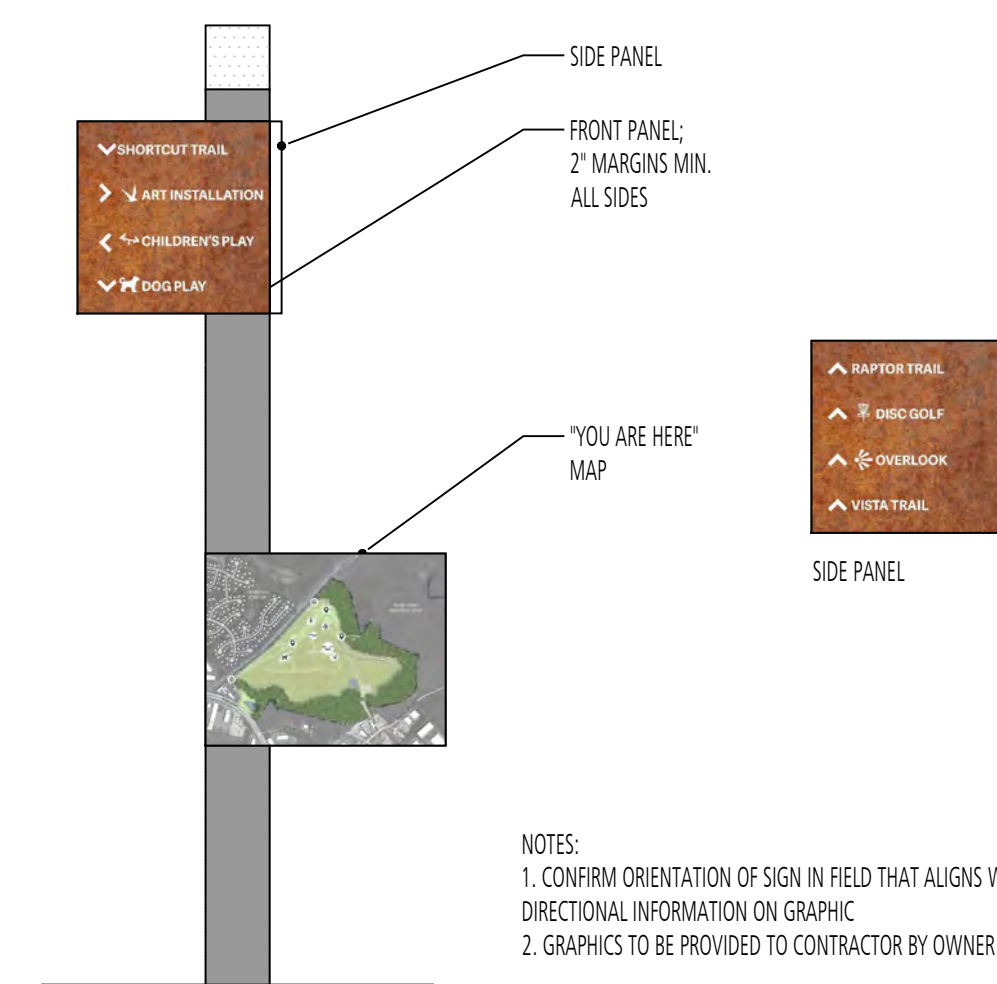 SIDE PANEL
FRONT PANEL;
2" MARGINS MIN.
ALL SIDES
SHORTCUT TRAIL
ART INSTALLATION
CHILDREN'S PLAY
DOG PLAY
"YOU ARE HERE"
MAP
RAPTOR TRAIL
DISC GOLF
OVERLOOK
VISTA TRAIL
SIDE PANEL
NOTES:
1. CONFIRM ORIENTATION OF SIGN IN FIELD THAT ALIGNS
DIRECTIONAL INFORMATION ON GRAPHIC
2. GRAPHICS TO BE PROVIDED TO CONTRACTOR BY OWNER